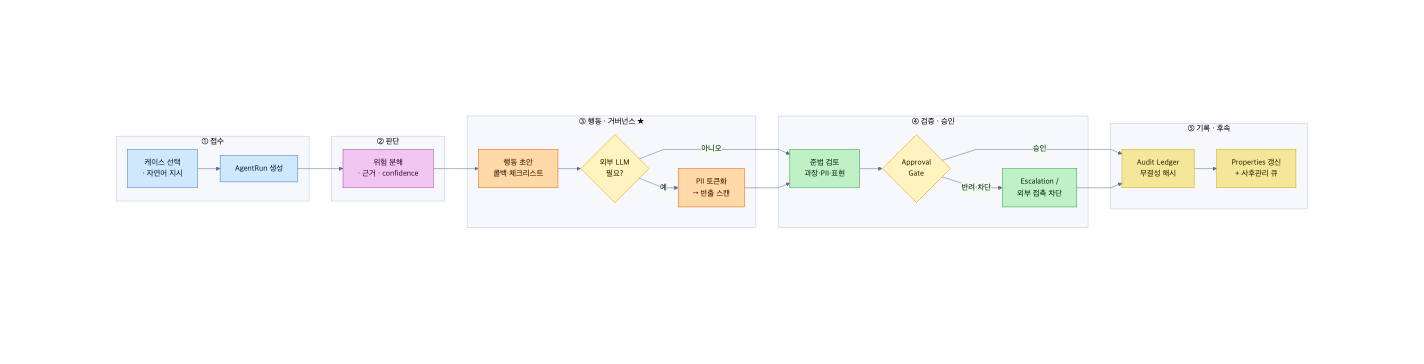 ① 접수
케이스 선택
· 자연어 지시
AgentRun 생성
② 판단
위험 분해
· 근거 · confidence
③ 행동 · 거버넌스 ★
행동 초안
콜백·체크리스트
외부 LLM
필요?
아니오
예
PII 토큰화
→ 반출 스캔
④ 검증 · 승인
준법 검토
과장·PII·표현
Approval
Gate
승인
반려·차단
Escalation /
외부 접촉 차단
⑤ 기록 · 후속
Audit Ledger
무결성 해시
Properties 갱신
+ 사후관리 큐